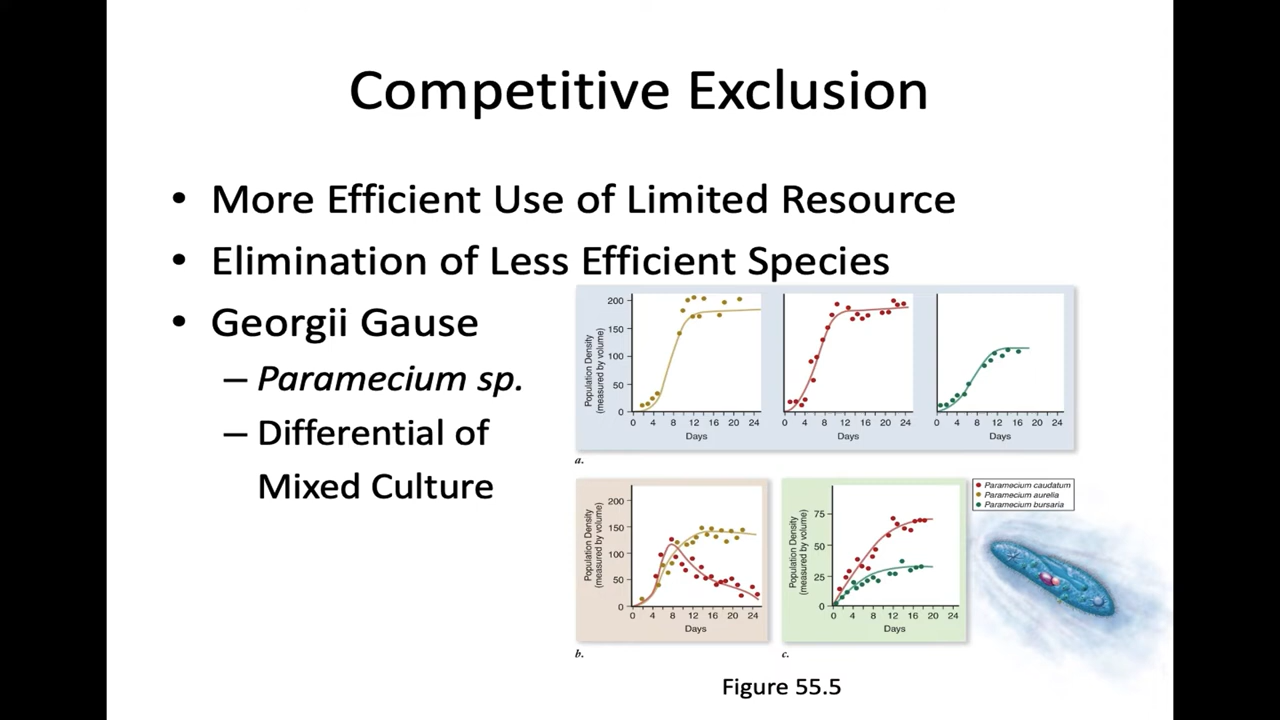 Competitive Exclusion
• More Efficient Use of Limited Resource
• Elimination of Less Efficient Species
• Georgii Gause
– Paramecium sp.
– Differential of
Mixed Culture
Population Density
(measured by volume)
200
150
100
50
0
0 4 8 12 16 20 24
Days
0 4 8 12 16 20 24
Days
0 4 8 12 16 20 24
Days
a.
Population Density
(measured by volume)
200
150
100
50
0
0 4 8 12 16 20 24
Days
b.
Population Density
(measured by volume)
75
50
25
0
0 4 8 12 16 20 24
Days
c.
Paramecium caudatum
Paramecium aurelia
Paramecium bursaria
Figure 55.5